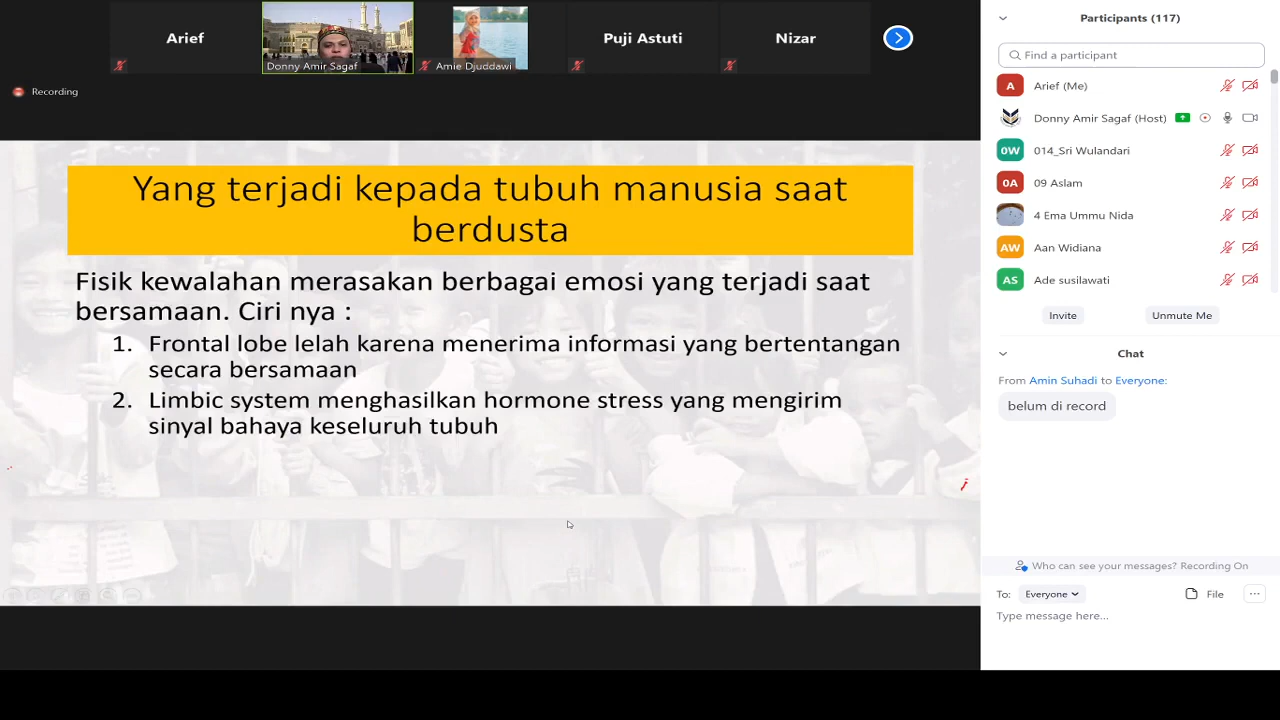 Arief
Donny Amir Sagaf
Amie Djuddawi
Puji Astuti
Nizar
Recording
Yang terjadi kepada tubuh manusia saat
berdusta
Fisik kewalahan merasakan berbagai emosi yang terjadi saat
bersamaan. Ciri nya :
1. Frontal lobe lelah karena menerima informasi yang bertentangan
secara bersamaan
2. Limbic system menghasilkan hormone stress yang mengirim
sinyal bahaya keseluruh tubuh
Participants (117)
Find a participant
A Arief (Me)
Donny Amir Sagaf (Host)
0W 014_Sri Wulandari
0A 09 Aslam
4 Ema Ummu Nida
AW Aan Widiana
AS Ade susilawati
Invite Unmute Me
Chat
From Amin Suhadi to Everyone:
belum di record
Who can see your messages? Recording On
To: Everyone File ...
Type message here...